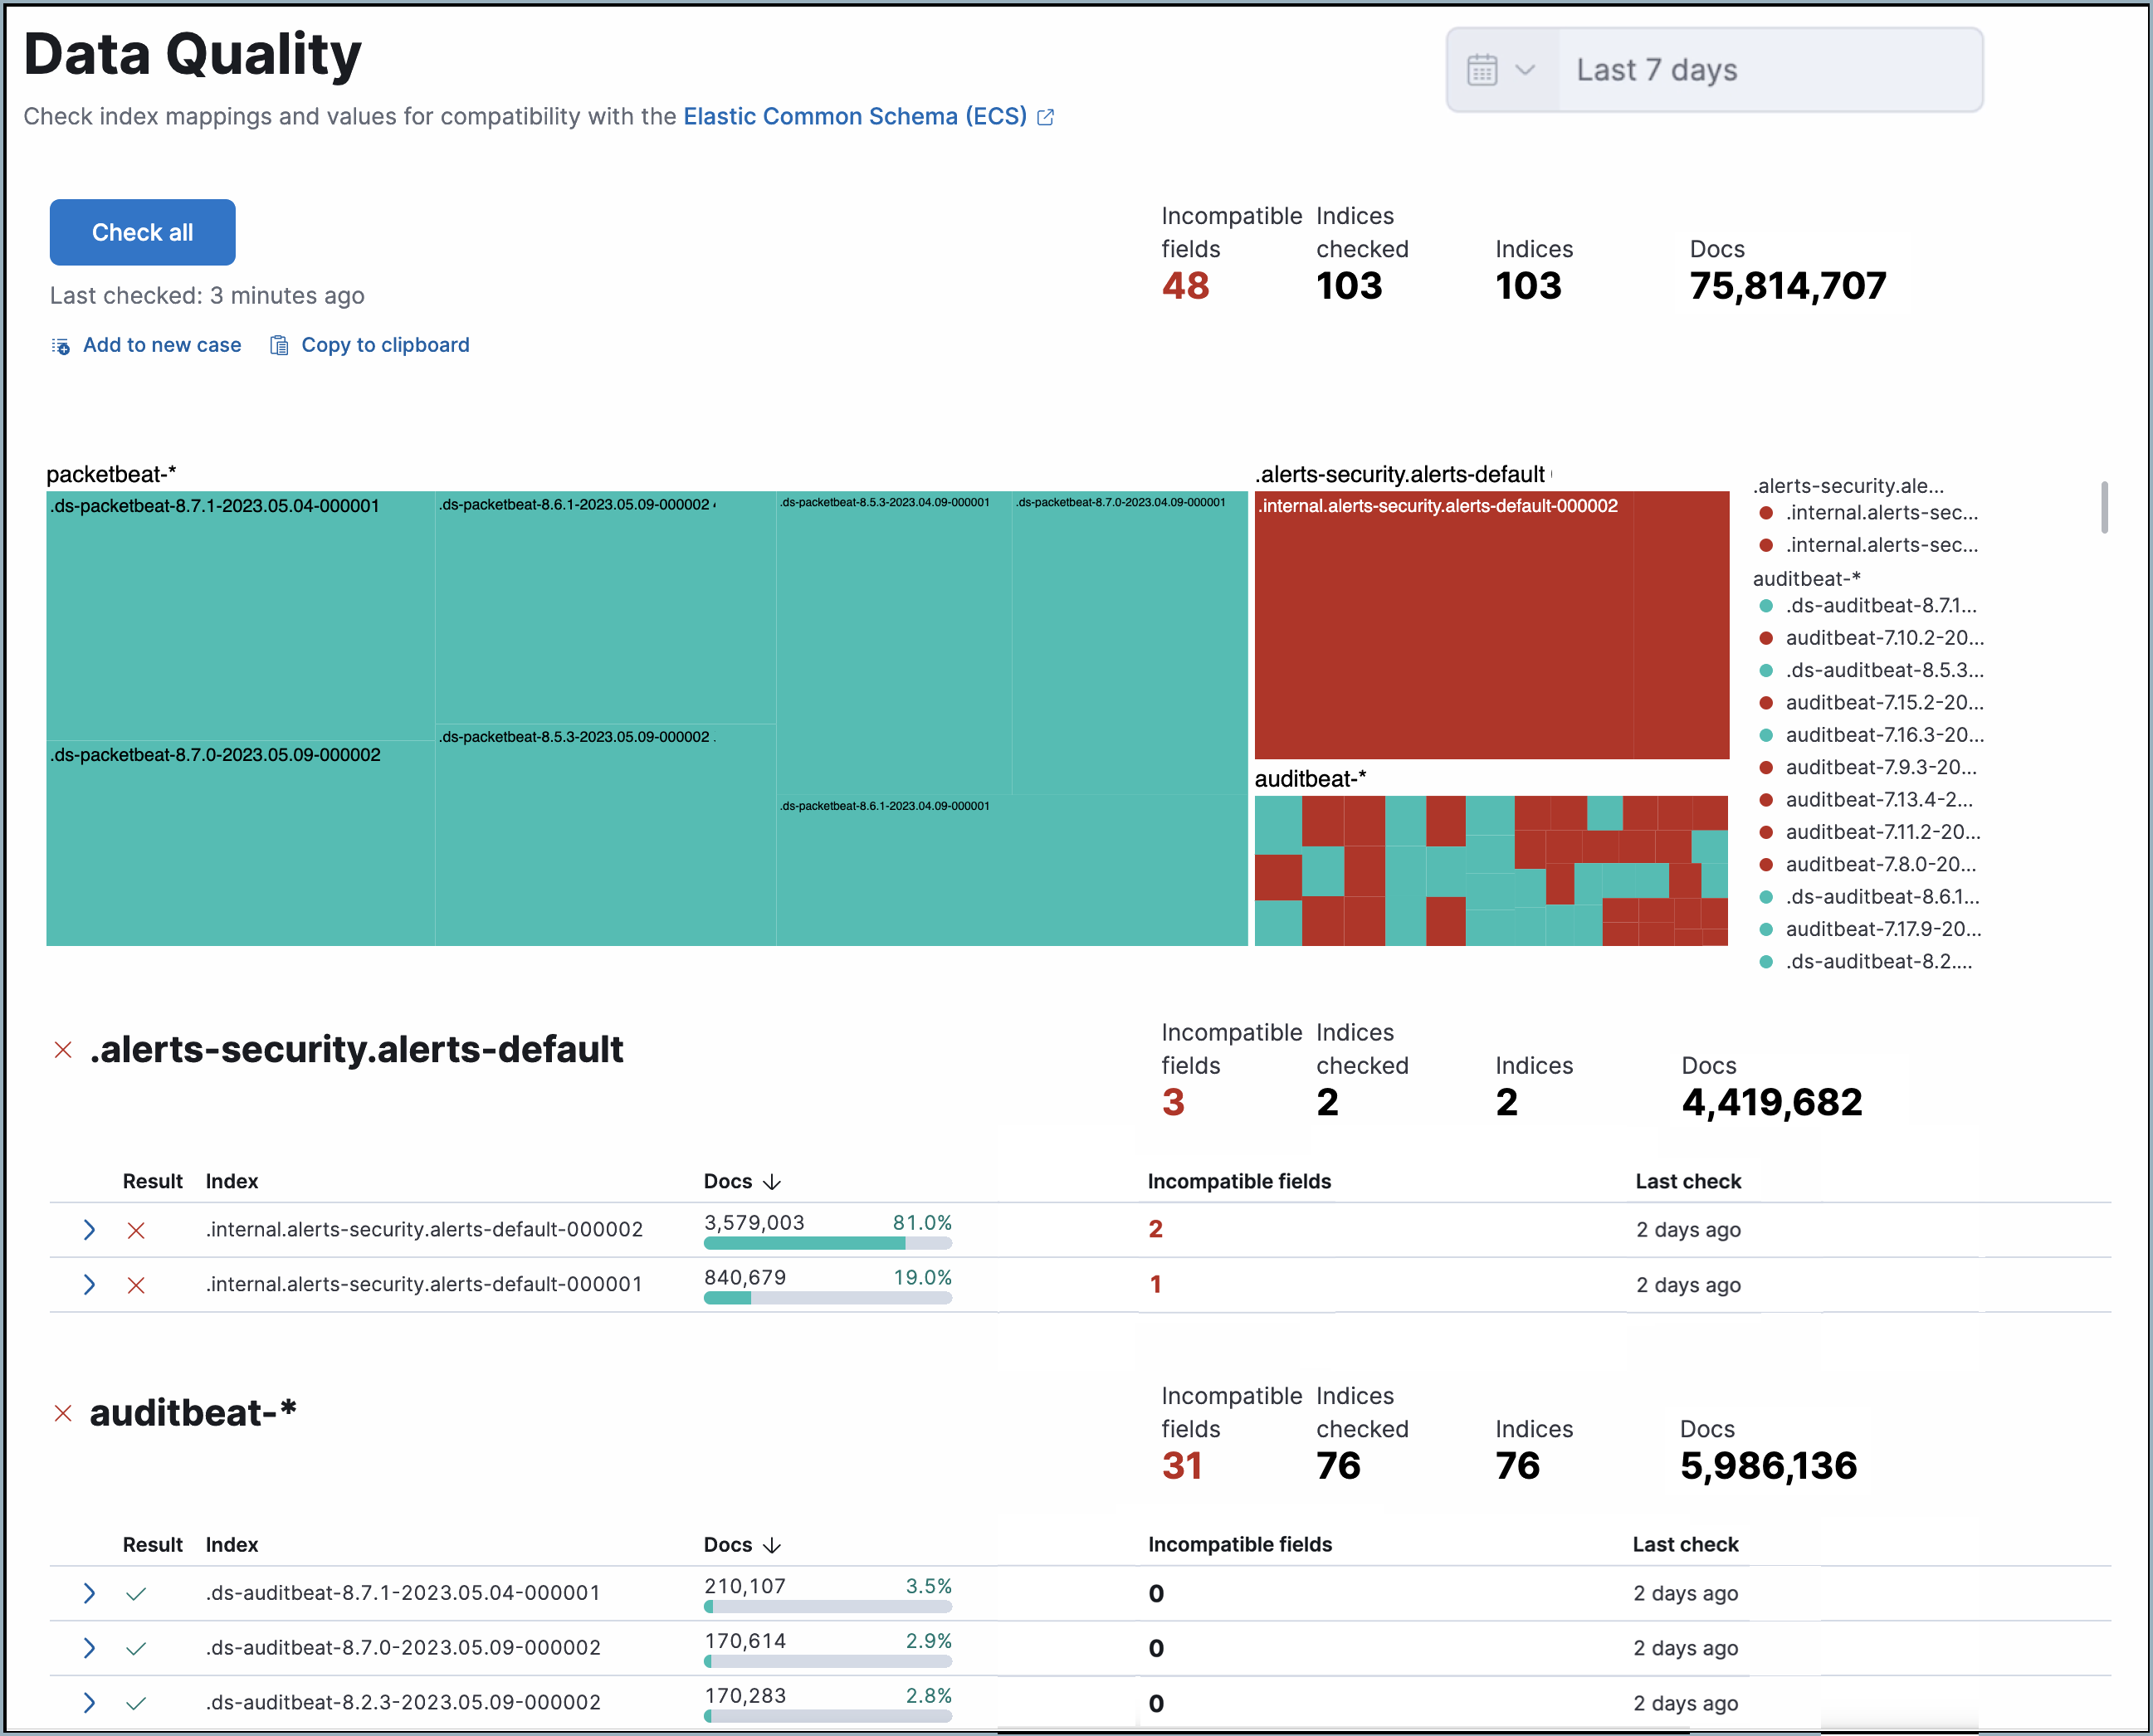 Data Quality
Last 7 days
Check index mappings and values for compatibility with the Elastic Common Schema (ECS)
Check all
Last checked: 3 minutes ago
Add to new case Copy to clipboard
Incompatible fields 48
Indices checked 103
Indices 103
Docs 75,814,707
packetbeat-*
.ds-packetbeat-8.7.1-2023.05.04-000001
.ds-packetbeat-8.7.0-2023.05.09-000002
.ds-packetbeat-8.6.1-2023.05.09-000002
.ds-packetbeat-8.5.3-2023.05.09-000002
.ds-packetbeat-8.5.3-2023.04.09-000001
.ds-packetbeat-8.7.0-2023.04.09-000001
.ds-packetbeat-8.6.1-2023.04.09-000001
.alerts-security.alerts-default
.internal.alerts-security.alerts-default-000002
auditbeat-*
.alerts-security.ale...
.internal.alerts-sec...
.internal.alerts-sec...
auditbeat-*
.ds-auditbeat-8.7.1...
auditbeat-7.10.2-20...
.ds-auditbeat-8.5.3...
auditbeat-7.15.2-20...
auditbeat-7.16.3-20...
auditbeat-7.9.3-20...
auditbeat-7.13.4-2...
auditbeat-7.11.2-20...
auditbeat-7.8.0-20...
.ds-auditbeat-8.6.1...
auditbeat-7.17.9-20...
.ds-auditbeat-8.2....
.alerts-security.alerts-default
Incompatible fields 3
Indices checked 2
Indices 2
Docs 4,419,682
Result Index Docs Incompatible fields Last check
.internal.alerts-security.alerts-default-000002 3,579,003 81.0% 2 2 days ago
.internal.alerts-security.alerts-default-000001 840,679 19.0% 1 2 days ago
auditbeat-*
Incompatible fields 31
Indices checked 76
Indices 76
Docs 5,986,136
Result Index Docs Incompatible fields Last check
.ds-auditbeat-8.7.1-2023.05.04-000001 210,107 3.5% 0 2 days ago
.ds-auditbeat-8.7.0-2023.05.09-000002 170,614 2.9% 0 2 days ago
.ds-auditbeat-8.2.3-2023.05.09-000002 170,283 2.8% 0 2 days ago